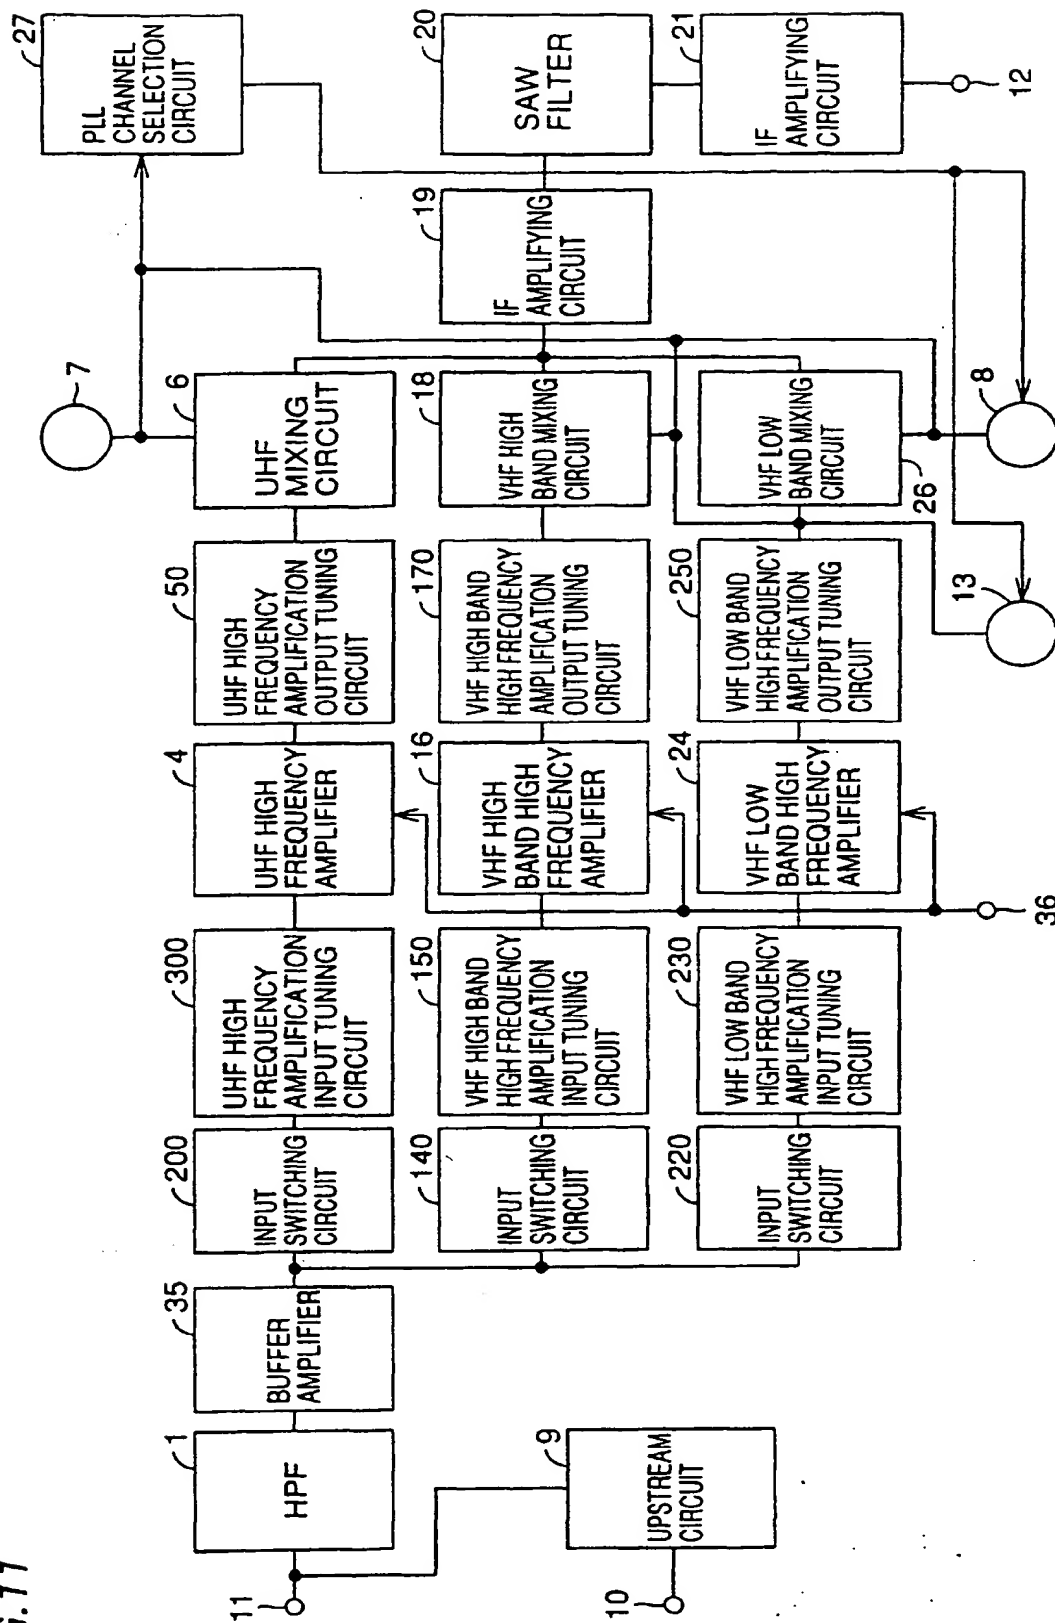 11
1
HPF
35
BUFFER
AMPLIFIER
200
INPUT
SWITCHING
CIRCUIT
300
UHF HIGH
FREQUENCY
AMPLIFICATION
INPUT TUNING
CIRCUIT
4
UHF HIGH
FREQUENCY
AMPLIFIER
50
UHF HIGH
FREQUENCY
AMPLIFICATION
OUTPUT TUNING
CIRCUIT
6
UHF
MIXING
CIRCUIT
7
27
PLL
CHANNEL
SELECTION
CIRCUIT
140
INPUT
SWITCHING
CIRCUIT
150
VHF HIGH BAND
HIGH FREQUENCY
AMPLIFICATION
INPUT TUNING
CIRCUIT
16
VHF HIGH
BAND HIGH
FREQUENCY
AMPLIFIER
170
VHF HIGH BAND
HIGH FREQUENCY
AMPLIFICATION
OUTPUT TUNING
CIRCUIT
18
VHF HIGH
BAND MIXING
CIRCUIT
19
IF
AMPLIFYING
CIRCUIT
20
SAW
FILTER
10
9
UPSTREAM
CIRCUIT
220
INPUT
SWITCHING
CIRCUIT
230
VHF LOW BAND
HIGH FREQUENCY
AMPLIFICATION
INPUT TUNING
CIRCUIT
24
VHF LOW
BAND HIGH
FREQUENCY
AMPLIFIER
250
VHF LOW BAND
HIGH FREQUENCY
AMPLIFICATION
OUTPUT TUNING
CIRCUIT
VHF LOW
BAND MIXING
CIRCUIT
26
21
IF
AMPLIFYING
CIRCUIT
36
13
8
12